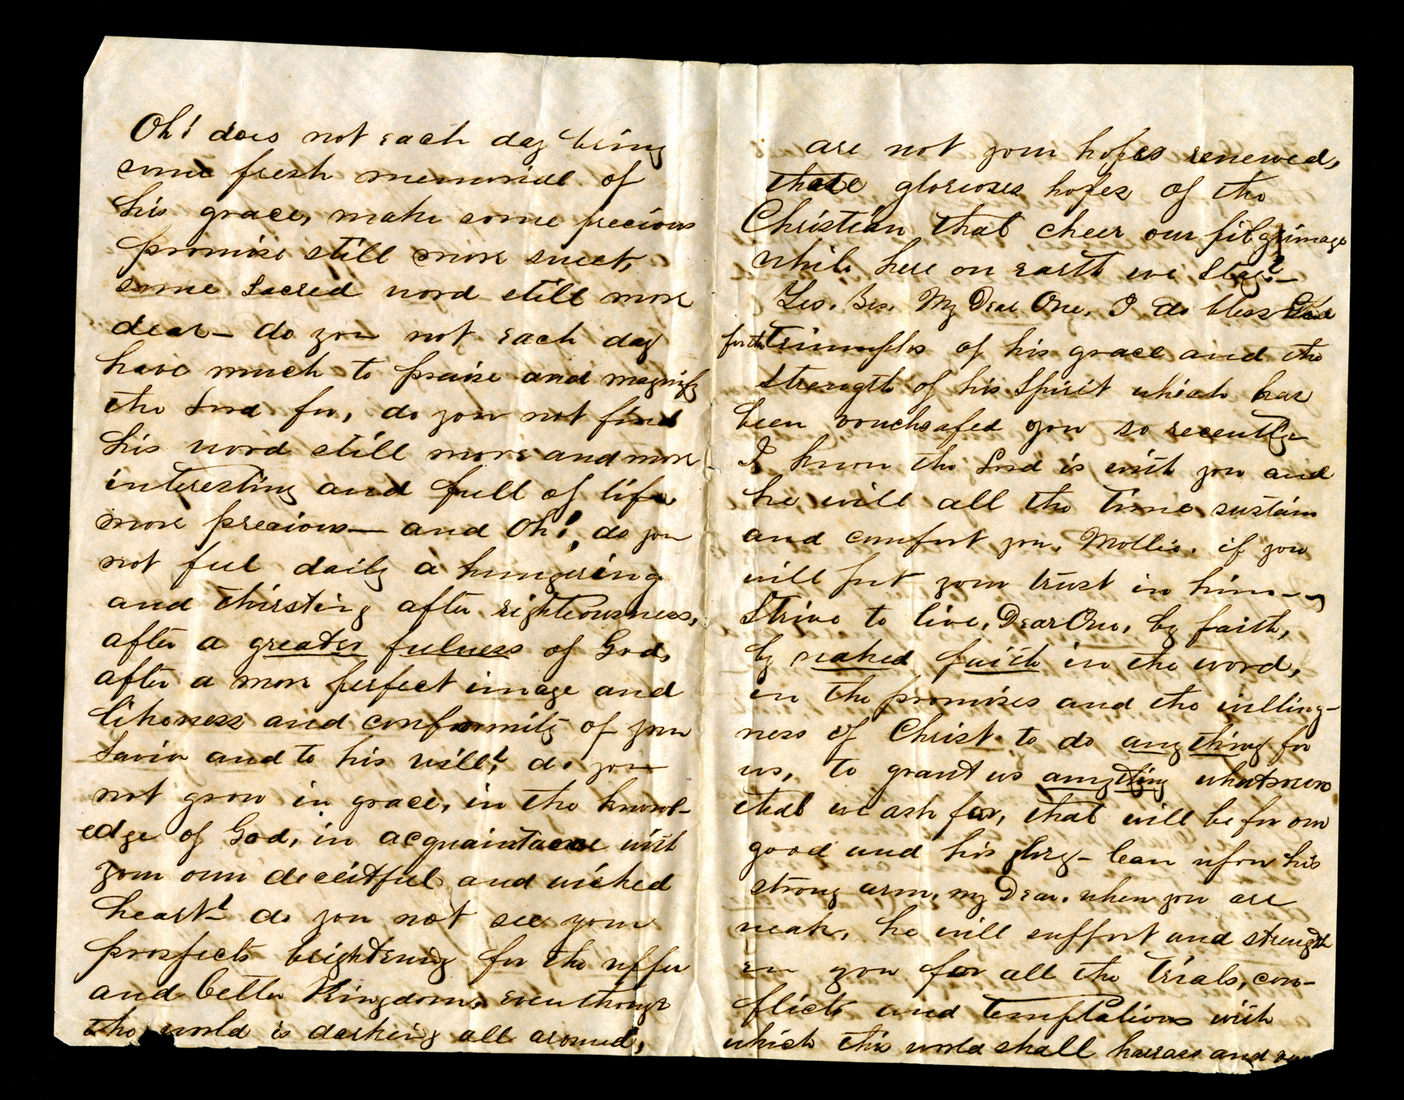 Oh! does not each day bring
some fresh memorial of
his grace, make some precious
promise still more sweet,
some sacred word still more
dear— do you not each day
have much to praise and magnify
the Lord for, do you not find
his word still more and more
interesting and full of life
more precious— and Oh!, do you
not feel daily a hungering
and thirsting after righteousness,
after a greater fulness of God,
after a more perfect image and
likeness and conformity of your
Savior and to his will? do you
not grow in grace, in the knowl-
edge of God, in acquaintance with
your own deceitful and wicked
heart? do you not see your
prospects brightening for the upper
and better Kingdom, even though
the world is darking all around,
are not your hopes renewed,
those glorious hopes of the
Christian that cheer our pilgrimage
while here on earth we stay?—
Yes, Yes, My Dear One, I do bless God
for the triumphs of his grace and the
strength of his Spirit which has
been vouchsafed you so recently
I know the Lord is with you and
he will all the time sustain
and comfort you, Mollie, if you
will put your trust in him—
Strive to live, Dear One, by faith,
by naked faith in the word,
in the promises and the willing-
ness of Christ to do any thing for
us, to grant us anything whatever
that we ask for, that will be for our
good and his glory— lean upon his
strong arm, my Dear, when you are
weak, he will support and strength
en you for all the trials, con-
flicts and temptations with
which this world shall harass and